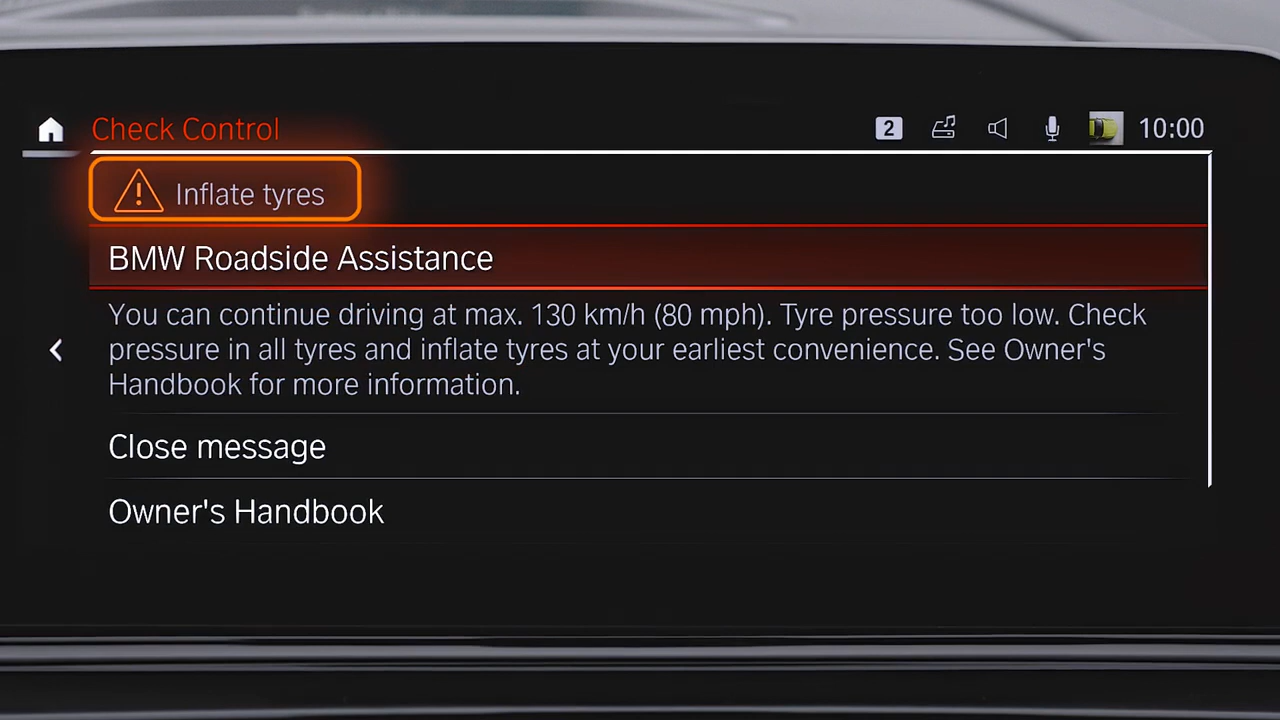 Check Control
2
10:00
Inflate tyres
BMW Roadside Assistance
You can continue driving at max. 130 km/h (80 mph). Tyre pressure too low. Check
pressure in all tyres and inflate tyres at your earliest convenience. See Owner's
Handbook for more information.
Close message
Owner's Handbook